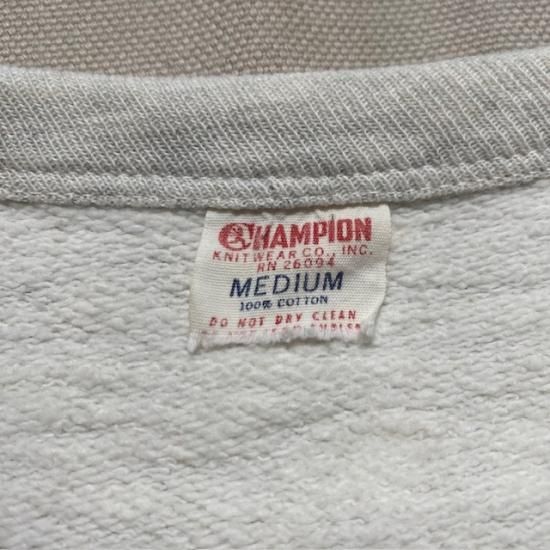 CHAMPION
KNITWEAR CO., INC.
RN 26094
MEDIUM
100% COTTON
DO NOT DRY CLEAN